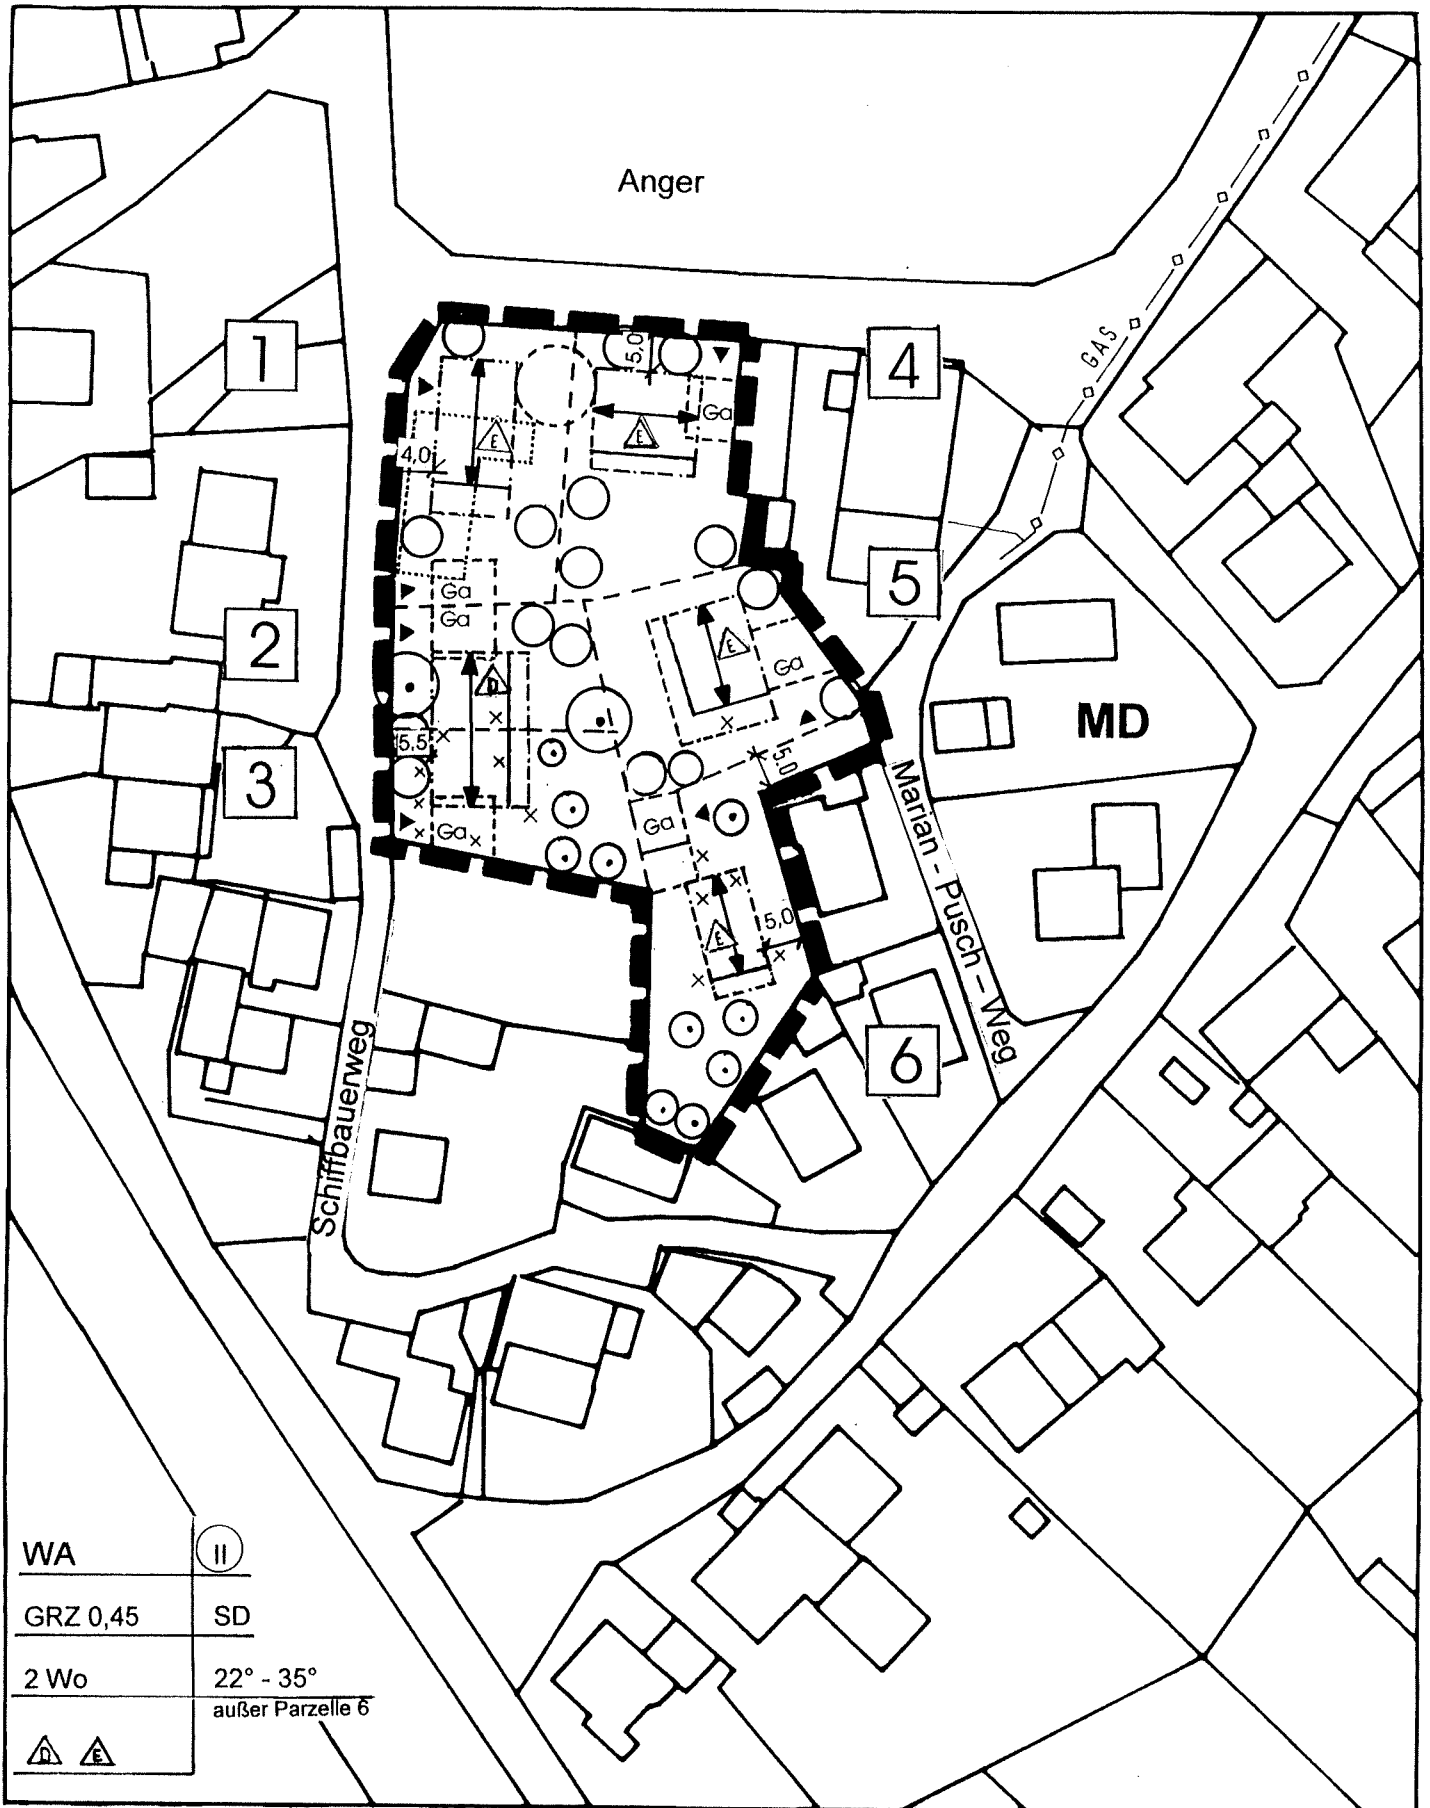 Anger
GAS
1
4
5,0
Ga
E
E
4,0
5
Ga
Ga
2
E
Ga
D
MD
5,5
3
5.0
Marian - Pusch - Weg
Ga
Ga
E
5,0
6
Schiffbauerweg
WA
II
GRZ 0,45
SD
2 Wo
22° - 35°
außer Parzelle 6
D E